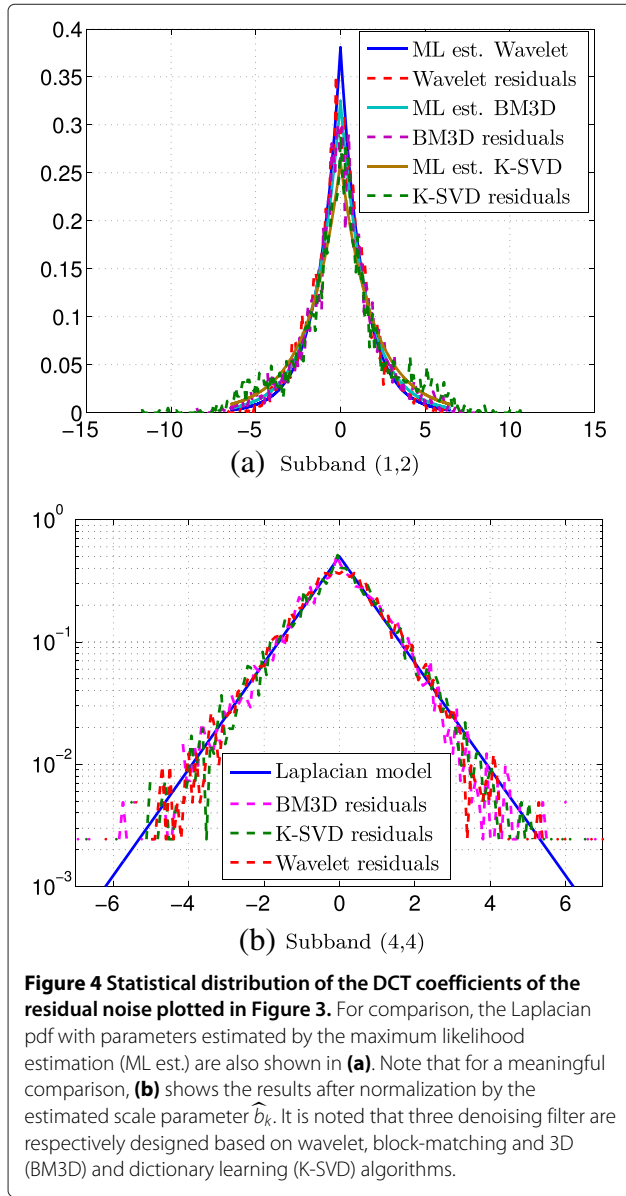 0.4
0.35
0.3
0.25
0.2
0.15
0.1
0.05
0
−15 −10 −5 0 5 10 15
ML est. Wavelet
Wavelet residuals
ML est. BM3D
BM3D residuals
ML est. K-SVD
K-SVD residuals
(a) Subband (1,2)
10^0
10^−1
10^−2
10^−3
−6 −4 −2 0 2 4 6
Laplacian model
BM3D residuals
K-SVD residuals
Wavelet residuals
(b) Subband (4,4)
Figure 4 Statistical distribution of the DCT coefficients of the
residual noise plotted in Figure 3. For comparison, the Laplacian
pdf with parameters estimated by the maximum likelihood
estimation (ML est.) are also shown in (a). Note that for a meaningful
comparison, (b) shows the results after normalization by the
estimated scale parameter b̂_k. It is noted that three denoising filter are
respectively designed based on wavelet, block-matching and 3D
(BM3D) and dictionary learning (K-SVD) algorithms.